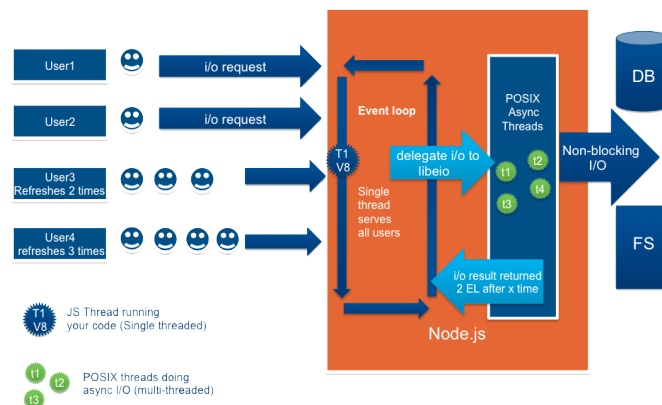 User1
i/o request
User2
i/o request
User3
Refreshes 2 times
User4
refreshes 3 times
T1
V8
JS Thread running
your code (Single threaded)
t1
t2
t3
POSIX threads doing
async I/O (multi-threaded)
Event loop
T1
V8
Single
thread
serves
all users
delegate i/o to
libeio
i/o result returned
2 EL after x time
Node.js
POSIX
Async
Threads
t1
t2
t3
t4
Non-blocking
I/O
DB
FS